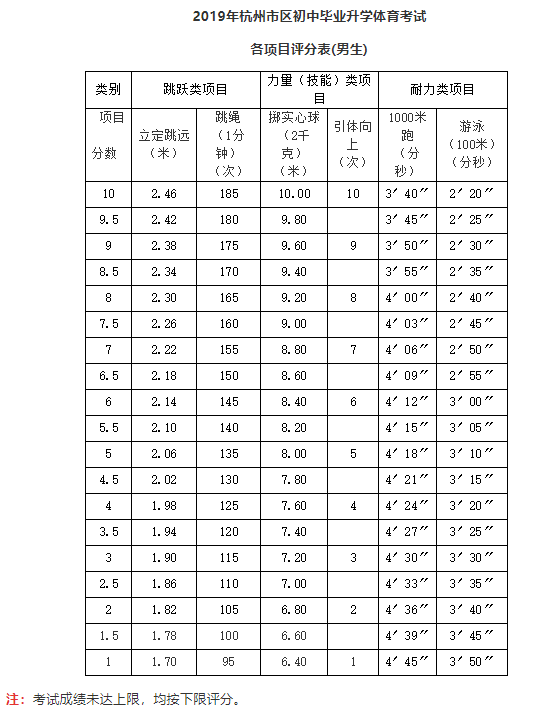 2019年杭州市区初中毕业升学体育考试
各项目评分表(男生)
类别 跳跃类项目 力量（技能）类项目 耐力类项目
项目 分数 立定跳远（米） 跳绳（1分钟）（次） 掷实心球（2千克）（米） 引体向上（次） 1000米跑（分秒） 游泳（100米）（分秒）
10 2.46 185 10.00 10 3′40″ 2′20″
9.5 2.42 180 9.80 3′45″ 2′25″
9 2.38 175 9.60 9 3′50″ 2′30″
8.5 2.34 170 9.40 3′55″ 2′35″
8 2.30 165 9.20 8 4′00″ 2′40″
7.5 2.26 160 9.00 4′03″ 2′45″
7 2.22 155 8.80 7 4′06″ 2′50″
6.5 2.18 150 8.60 4′09″ 2′55″
6 2.14 145 8.40 6 4′12″ 3′00″
5.5 2.10 140 8.20 4′15″ 3′05″
5 2.06 135 8.00 5 4′18″ 3′10″
4.5 2.02 130 7.80 4′21″ 3′15″
4 1.98 125 7.60 4 4′24″ 3′20″
3.5 1.94 120 7.40 4′27″ 3′25″
3 1.90 115 7.20 3 4′30″ 3′30″
2.5 1.86 110 7.00 4′33″ 3′35″
2 1.82 105 6.80 2 4′36″ 3′40″
1.5 1.78 100 6.60 4′39″ 3′45″
1 1.70 95 6.40 1 4′45″ 3′50″
注：考试成绩未达上限，均按下限评分。